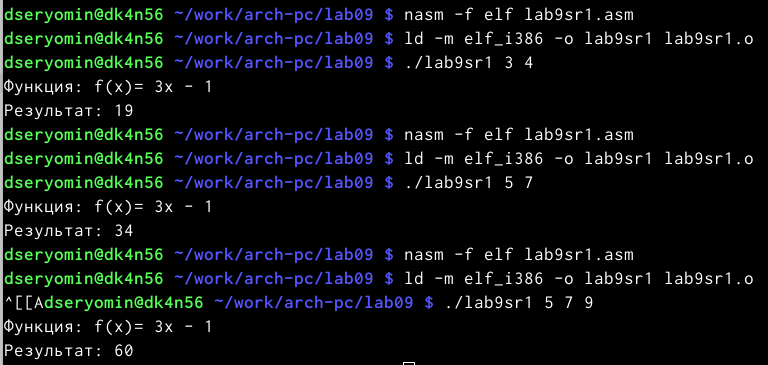 dseryomin@dk4n56 ~/work/arch-pc/lab09 $ nasm -f elf lab9sr1.asm
dseryomin@dk4n56 ~/work/arch-pc/lab09 $ ld -m elf_i386 -o lab9sr1 lab9sr1.o
dseryomin@dk4n56 ~/work/arch-pc/lab09 $ ./lab9sr1 3 4
Функция: f(x)= 3x - 1
Результат: 19
dseryomin@dk4n56 ~/work/arch-pc/lab09 $ nasm -f elf lab9sr1.asm
dseryomin@dk4n56 ~/work/arch-pc/lab09 $ ld -m elf_i386 -o lab9sr1 lab9sr1.o
dseryomin@dk4n56 ~/work/arch-pc/lab09 $ ./lab9sr1 5 7
Функция: f(x)= 3x - 1
Результат: 34
dseryomin@dk4n56 ~/work/arch-pc/lab09 $ nasm -f elf lab9sr1.asm
dseryomin@dk4n56 ~/work/arch-pc/lab09 $ ld -m elf_i386 -o lab9sr1 lab9sr1.o
^[[Adseryomin@dk4n56 ~/work/arch-pc/lab09 $ ./lab9sr1 5 7 9
Функция: f(x)= 3x - 1
Результат: 60